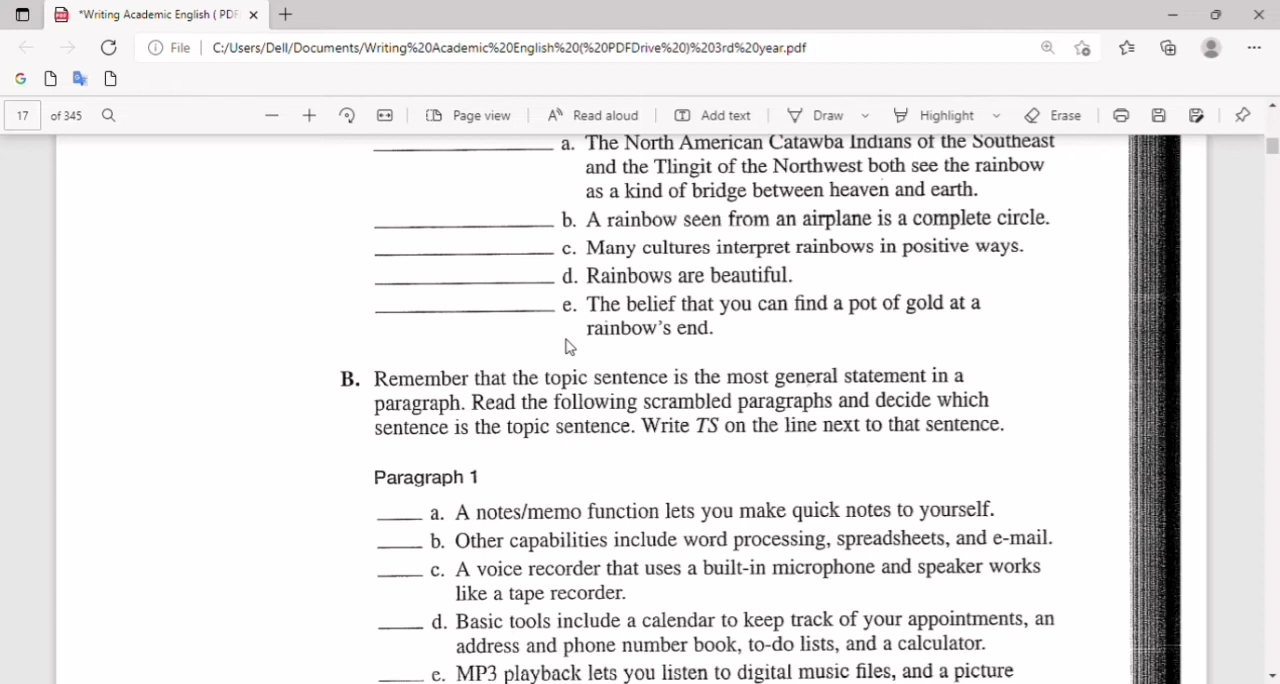 *Writing Academic English ( PDF
File
C:/Users/Dell/Documents/Writing%20Academic%20English%20(%20PDFDrive%20)%203rd%20year.pdf
17 of 345
Page view
Read aloud
Add text
Draw
Highlight
Erase
a. The North American Catawba Indians of the Southeast
and the Tlingit of the Northwest both see the rainbow
as a kind of bridge between heaven and earth.
b. A rainbow seen from an airplane is a complete circle.
c. Many cultures interpret rainbows in positive ways.
d. Rainbows are beautiful.
e. The belief that you can find a pot of gold at a
rainbow's end.
B. Remember that the topic sentence is the most general statement in a
paragraph. Read the following scrambled paragraphs and decide which
sentence is the topic sentence. Write TS on the line next to that sentence.
Paragraph 1
a. A notes/memo function lets you make quick notes to yourself.
b. Other capabilities include word processing, spreadsheets, and e-mail.
c. A voice recorder that uses a built-in microphone and speaker works
like a tape recorder.
d. Basic tools include a calendar to keep track of your appointments, an
address and phone number book, to-do lists, and a calculator.
e. MP3 playback lets you listen to digital music files, and a picture